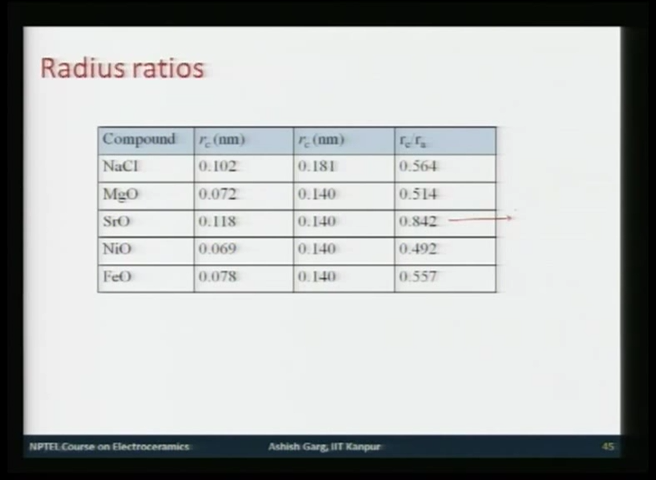 Radius ratios
Compound r_c (nm) r_c (nm) r_c/r_a
NaCl 0.102 0.181 0.564
MgO 0.072 0.140 0.514
SrO 0.118 0.140 0.842
NiO 0.069 0.140 0.492
FeO 0.078 0.140 0.557
NPTEL Course on Electroceramics Ashish Garg, IIT Kanpur 45